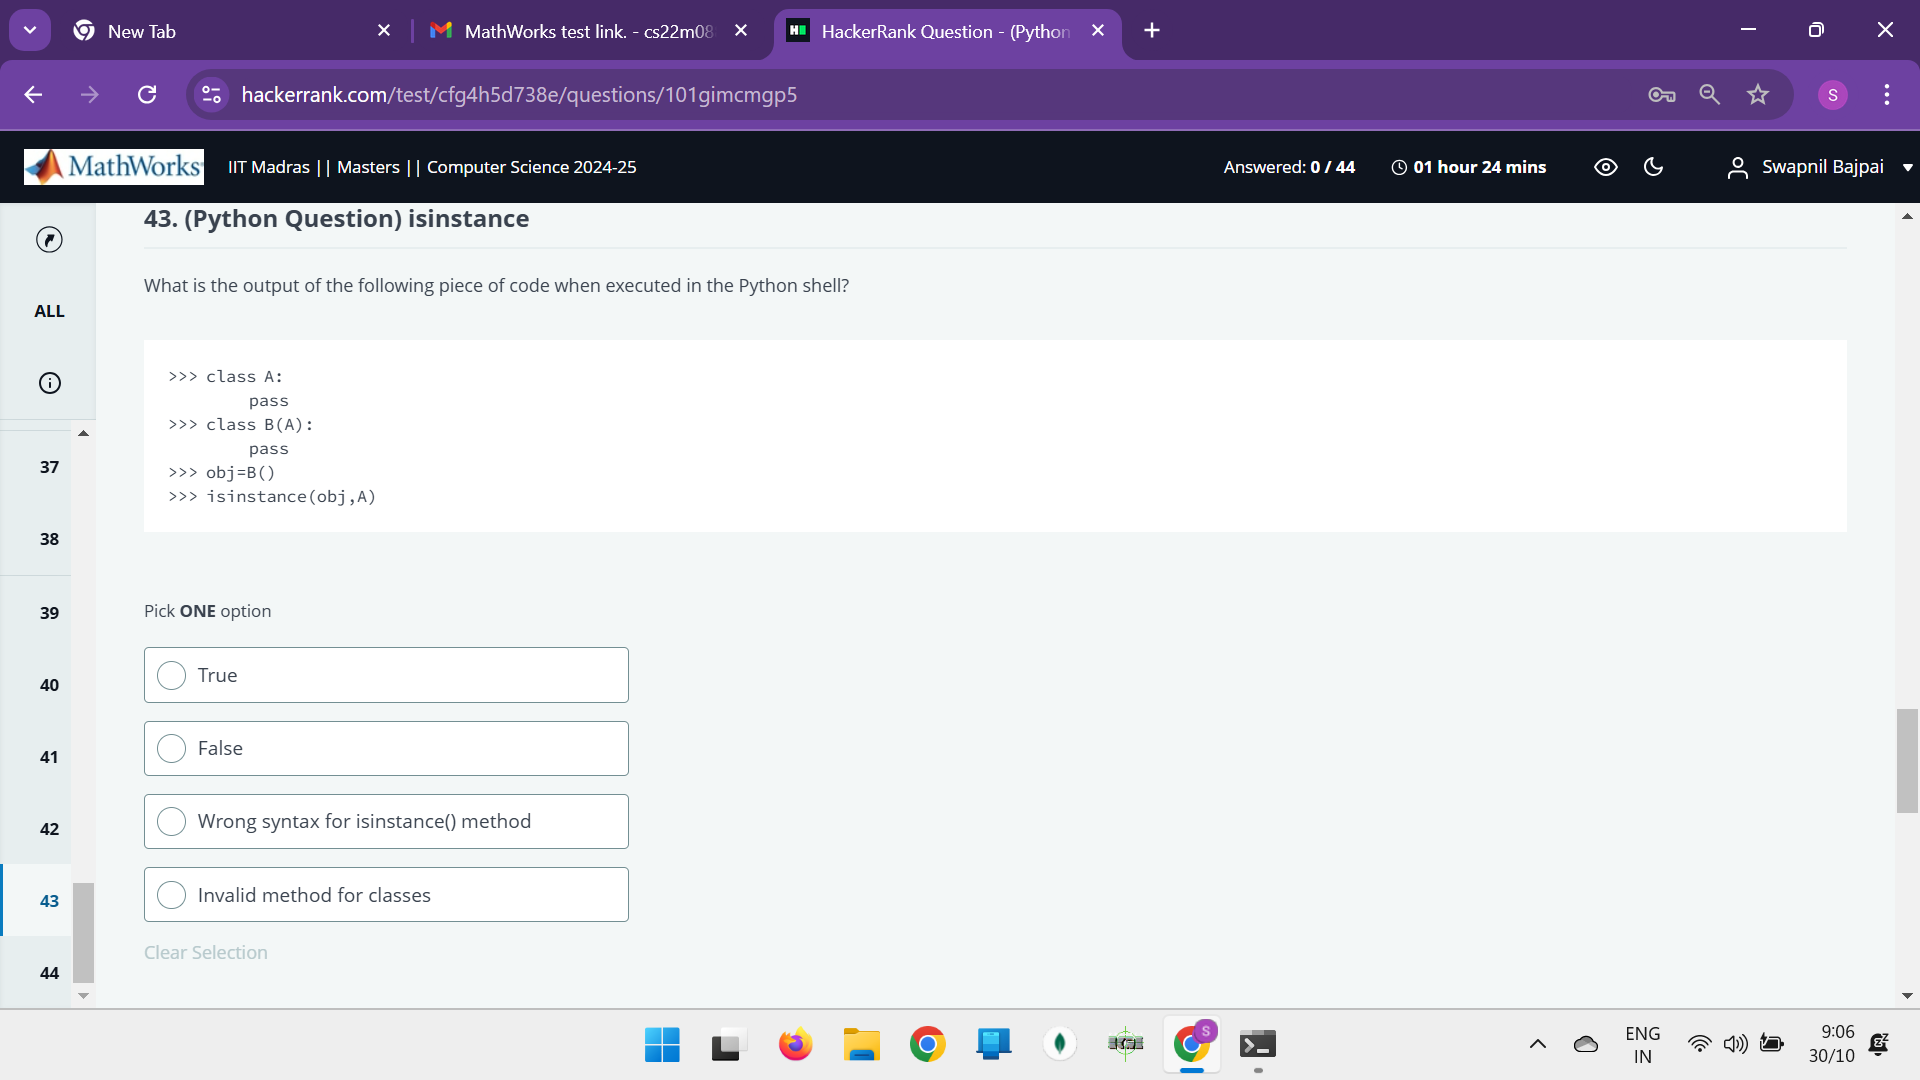 New Tab
MathWorks test link. - cs22m08
HackerRank Question - (Python
hackerrank.com/test/cfg4h5d738e/questions/101gimcmgp5
S
MathWorks
IIT Madras || Masters || Computer Science 2024-25
Answered: 0 / 44
01 hour 24 mins
Swapnil Bajpai
ALL
37
38
39
40
41
42
43
44
43. (Python Question) isinstance
What is the output of the following piece of code when executed in the Python shell?
>>> class A:
pass
>>> class B(A):
pass
>>> obj=B()
>>> isinstance(obj,A)
Pick ONE option
True
False
Wrong syntax for isinstance() method
Invalid method for classes
Clear Selection
S
ENG
IN
9:06
30/10